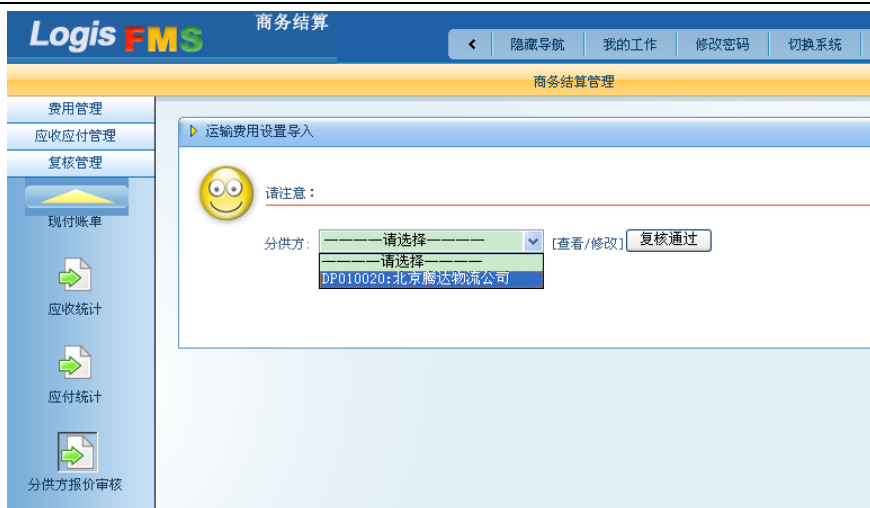 Logis FMS
商务结算
隐藏导航 我的工作 修改密码 切换系统
商务结算管理
费用管理
应收应付管理
复核管理
现付账单
应收统计
应付统计
分供方报价审核
运输费用设置导入
请注意：
分供方: ————请选择———— [查看/修改] 复核通过
————请选择————
DP010020:北京腾达物流公司